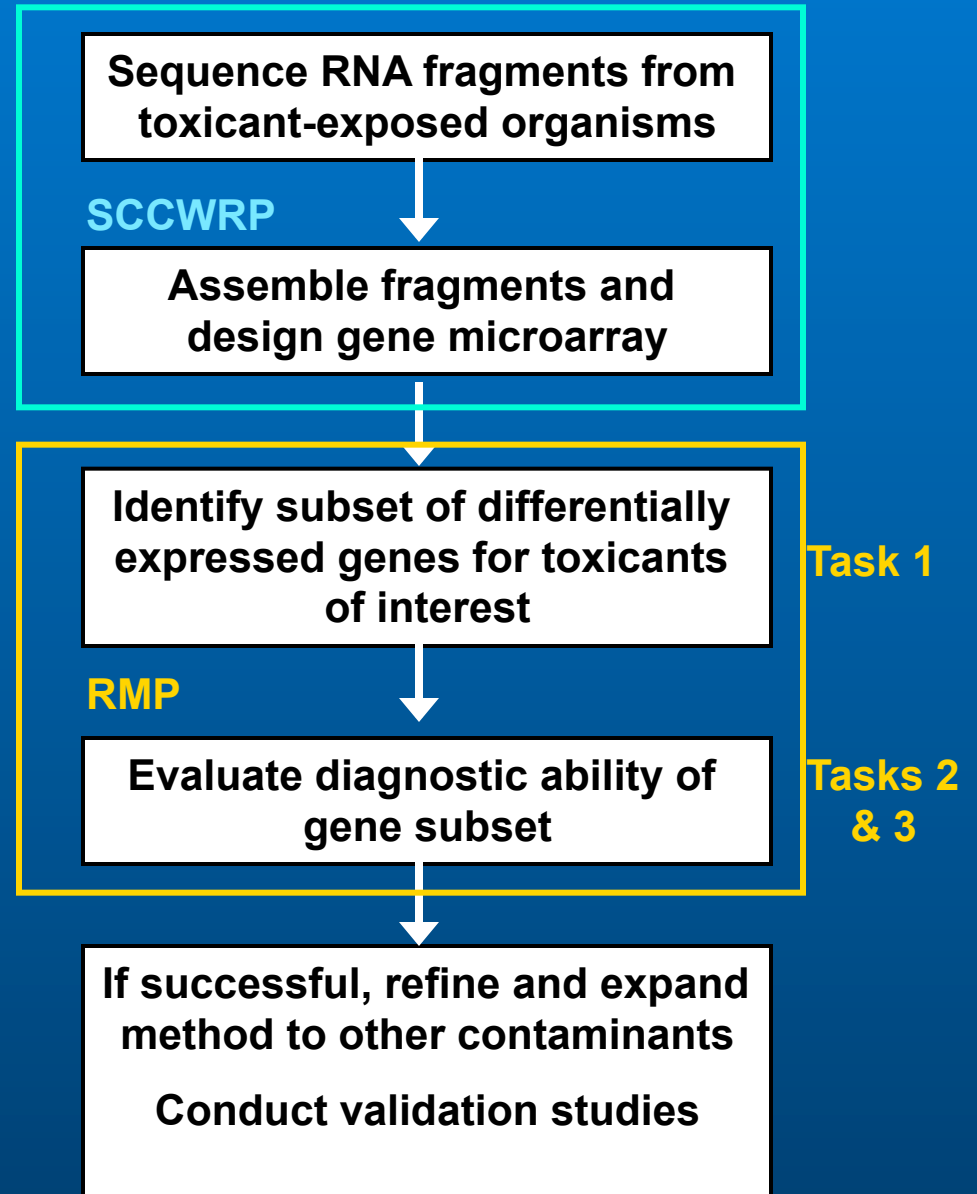 Sequence RNA fragments from
toxicant-exposed organisms
SCCWRP
Assemble fragments and
design gene microarray
Identify subset of differentially
expressed genes for toxicants
of interest
Task 1
RMP
Evaluate diagnostic ability of
gene subset
Tasks 2
& 3
If successful, refine and expand
method to other contaminants
Conduct validation studies